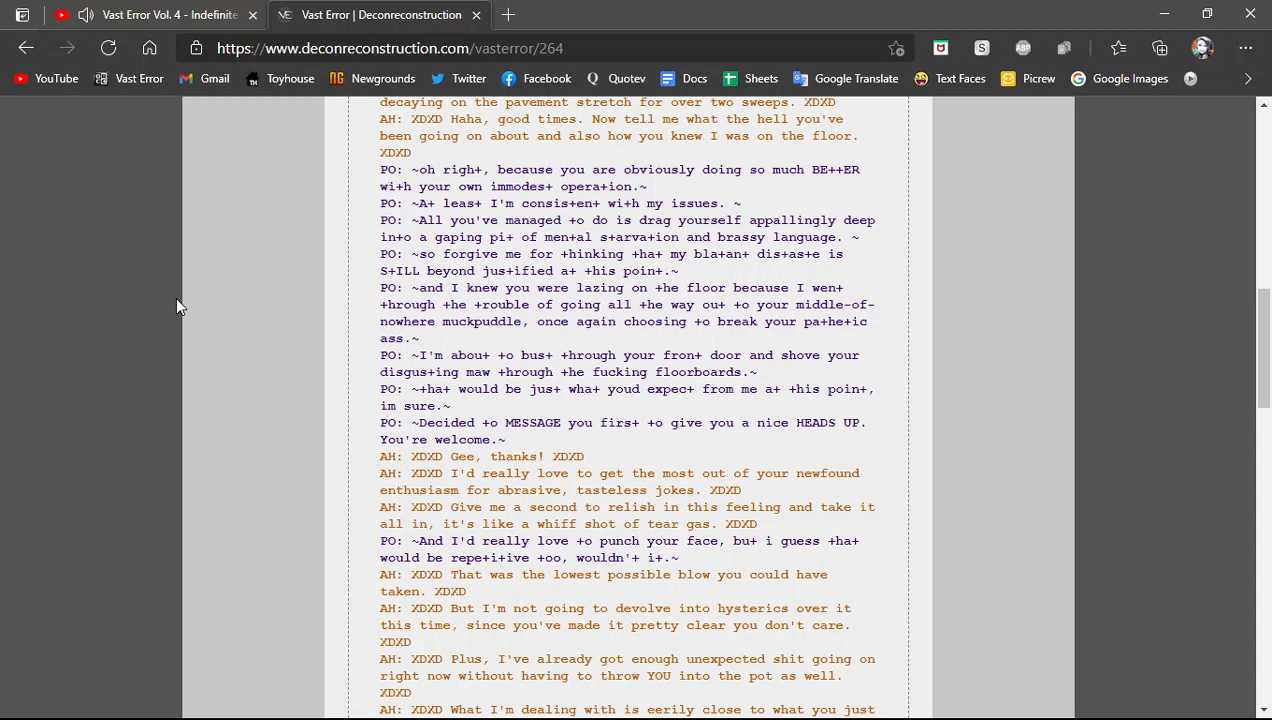 Vast Error Vol. 4 - Indefinite
Vast Error | Deconreconstruction
https://www.deconreconstruction.com/vasterror/264
YouTube Vast Error Gmail Toyhouse Newgrounds Twitter Facebook Quotev Docs Sheets Google Translate Text Faces Picrew Google Images
decaying on the pavement stretch for over two sweeps. XDXD
AH: XDXD Haha, good times. Now tell me what the hell you've
been going on about and also how you knew I was on the floor.
XDXD
PO: ~oh righ+, because you are obviously doing so much BE++ER
wi+h your own immodes+ opera+ion.~
PO: ~A+ leas+ I'm consis+en+ wi+h my issues. ~
PO: ~All you've managed +o do is drag yourself appallingly deep
in+o a gaping pi+ of men+al s+arva+ion and brassy language. ~
PO: ~so forgive me for +hinking +ha+ my bla+an+ dis+as+e is
S+ILL beyond jus+ified a+ +his poin+.~
PO: ~and I knew you were lazing on +he floor because I wen+
+hrough +he +rouble of going all +he way ou+ +o your middle-of-
nowhere muckpuddle, once again choosing +o break your pa+he+ic
ass.~
PO: ~I'm abou+ +o bus+ +hrough your fron+ door and shove your
disgus+ing maw +hrough +he fucking floorboards.~
PO: ~+ha+ would be jus+ wha+ youd expec+ from me a+ +his poin+,
im sure.~
PO: ~Decided +o MESSAGE you firs+ +o give you a nice HEADS UP.
You're welcome.~
AH: XDXD Gee, thanks! XDXD
AH: XDXD I'd really love to get the most out of your newfound
enthusiasm for abrasive, tasteless jokes. XDXD
AH: XDXD Give me a second to relish in this feeling and take it
all in, it's like a whiff shot of tear gas. XDXD
PO: ~And I'd really love +o punch your face, bu+ i guess +ha+
would be repe+i+ive +oo, wouldn'+ i+.~
AH: XDXD That was the lowest possible blow you could have
taken. XDXD
AH: XDXD But I'm not going to devolve into hysterics over it
this time, since you've made it pretty clear you don't care.
XDXD
AH: XDXD Plus, I've already got enough unexpected shit going on
right now without having to throw YOU into the pot as well.
XDXD
AH: XDXD What I'm dealing with is eerily close to what you just